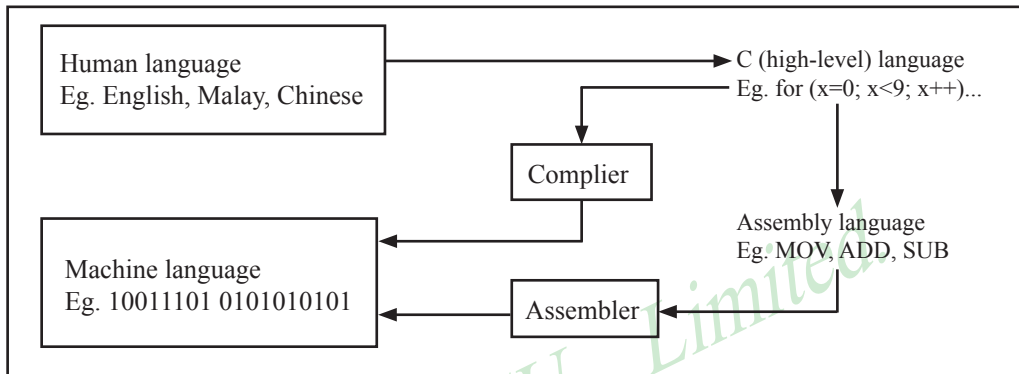 Human language
Eg. English, Malay, Chinese
C (high-level) language
Eg. for (x=0; x<9; x++)...
Complier
Assembly language
Eg. MOV, ADD, SUB
Machine language
Eg. 10011101 0101010101
Assembler
Limited.